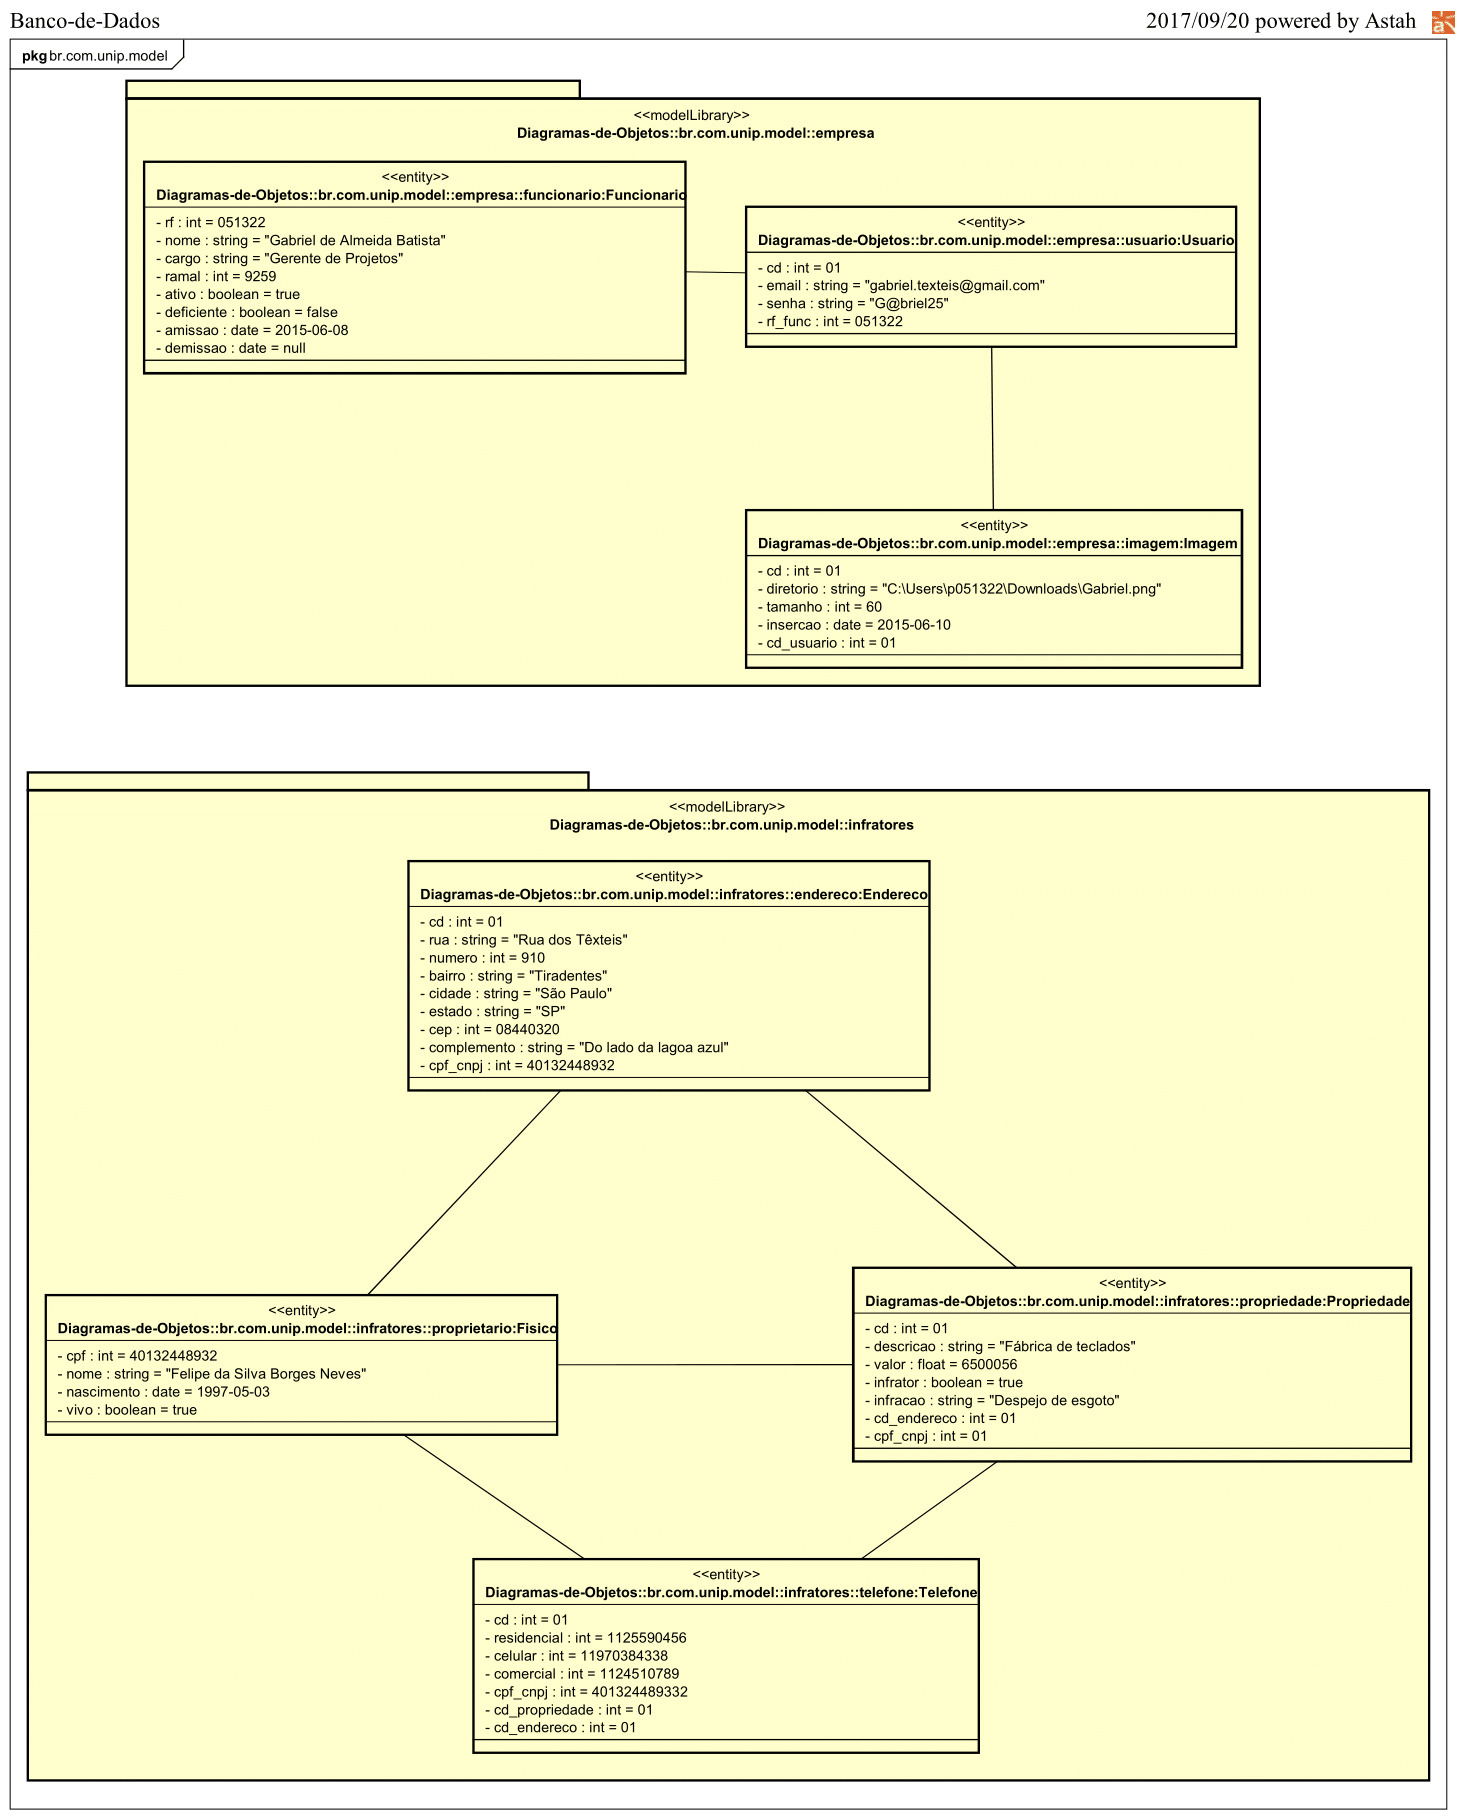 Banco-de-Dados
2017/09/20 powered by Astah
pkg br.com.unip.model
<<modelLibrary>>
Diagramas-de-Objetos::br.com.unip.model::empresa
<<entity>>
Diagramas-de-Objetos::br.com.unip.model::empresa::funcionario:Funcionario
- rf : int = 051322
- nome : string = "Gabriel de Almeida Batista"
- cargo : string = "Gerente de Projetos"
- ramal : int = 9259
- ativo : boolean = true
- deficiente : boolean = false
- amissao : date = 2015-06-08
- demissao : date = null
<<entity>>
Diagramas-de-Objetos::br.com.unip.model::empresa::usuario:Usuario
- cd : int = 01
- email : string = "gabriel.texteis@gmail.com"
- senha : string = "G@briel25"
- rf_func : int = 051322
<<entity>>
Diagramas-de-Objetos::br.com.unip.model::empresa::imagem:Imagem
- cd : int = 01
- diretorio : string = "C:\Users\p051322\Downloads\Gabriel.png"
- tamanho : int = 60
- insercao : date = 2015-06-10
- cd_usuario : int = 01
<<modelLibrary>>
Diagramas-de-Objetos::br.com.unip.model::infratores
<<entity>>
Diagramas-de-Objetos::br.com.unip.model::infratores::endereco:Endereco
- cd : int = 01
- rua : string = "Rua dos Têxteis"
- numero : int = 910
- bairro : string = "Tiradentes"
- cidade : string = "São Paulo"
- estado : string = "SP"
- cep : int = 08440320
- complemento : string = "Do lado da lagoa azul"
- cpf_cnpj : int = 40132448932
<<entity>>
Diagramas-de-Objetos::br.com.unip.model::infratores::proprietario:Fisico
- cpf : int = 40132448932
- nome : string = "Felipe da Silva Borges Neves"
- nascimento : date = 1997-05-03
- vivo : boolean = true
<<entity>>
Diagramas-de-Objetos::br.com.unip.model::infratores::propriedade:Propriedade
- cd : int = 01
- descricao : string = "Fábrica de teclados"
- valor : float = 6500056
- infrator : boolean = true
- infracao : string = "Despejo de esgoto"
- cd_endereco : int = 01
- cpf_cnpj : int = 01
<<entity>>
Diagramas-de-Objetos::br.com.unip.model::infratores::telefone:Telefone
- cd : int = 01
- residencial : int = 1125590456
- celular : int = 11970384338
- comercial : int = 1124510789
- cpf_cnpj : int = 401324489332
- cd_propriedade : int = 01
- cd_endereco : int = 01